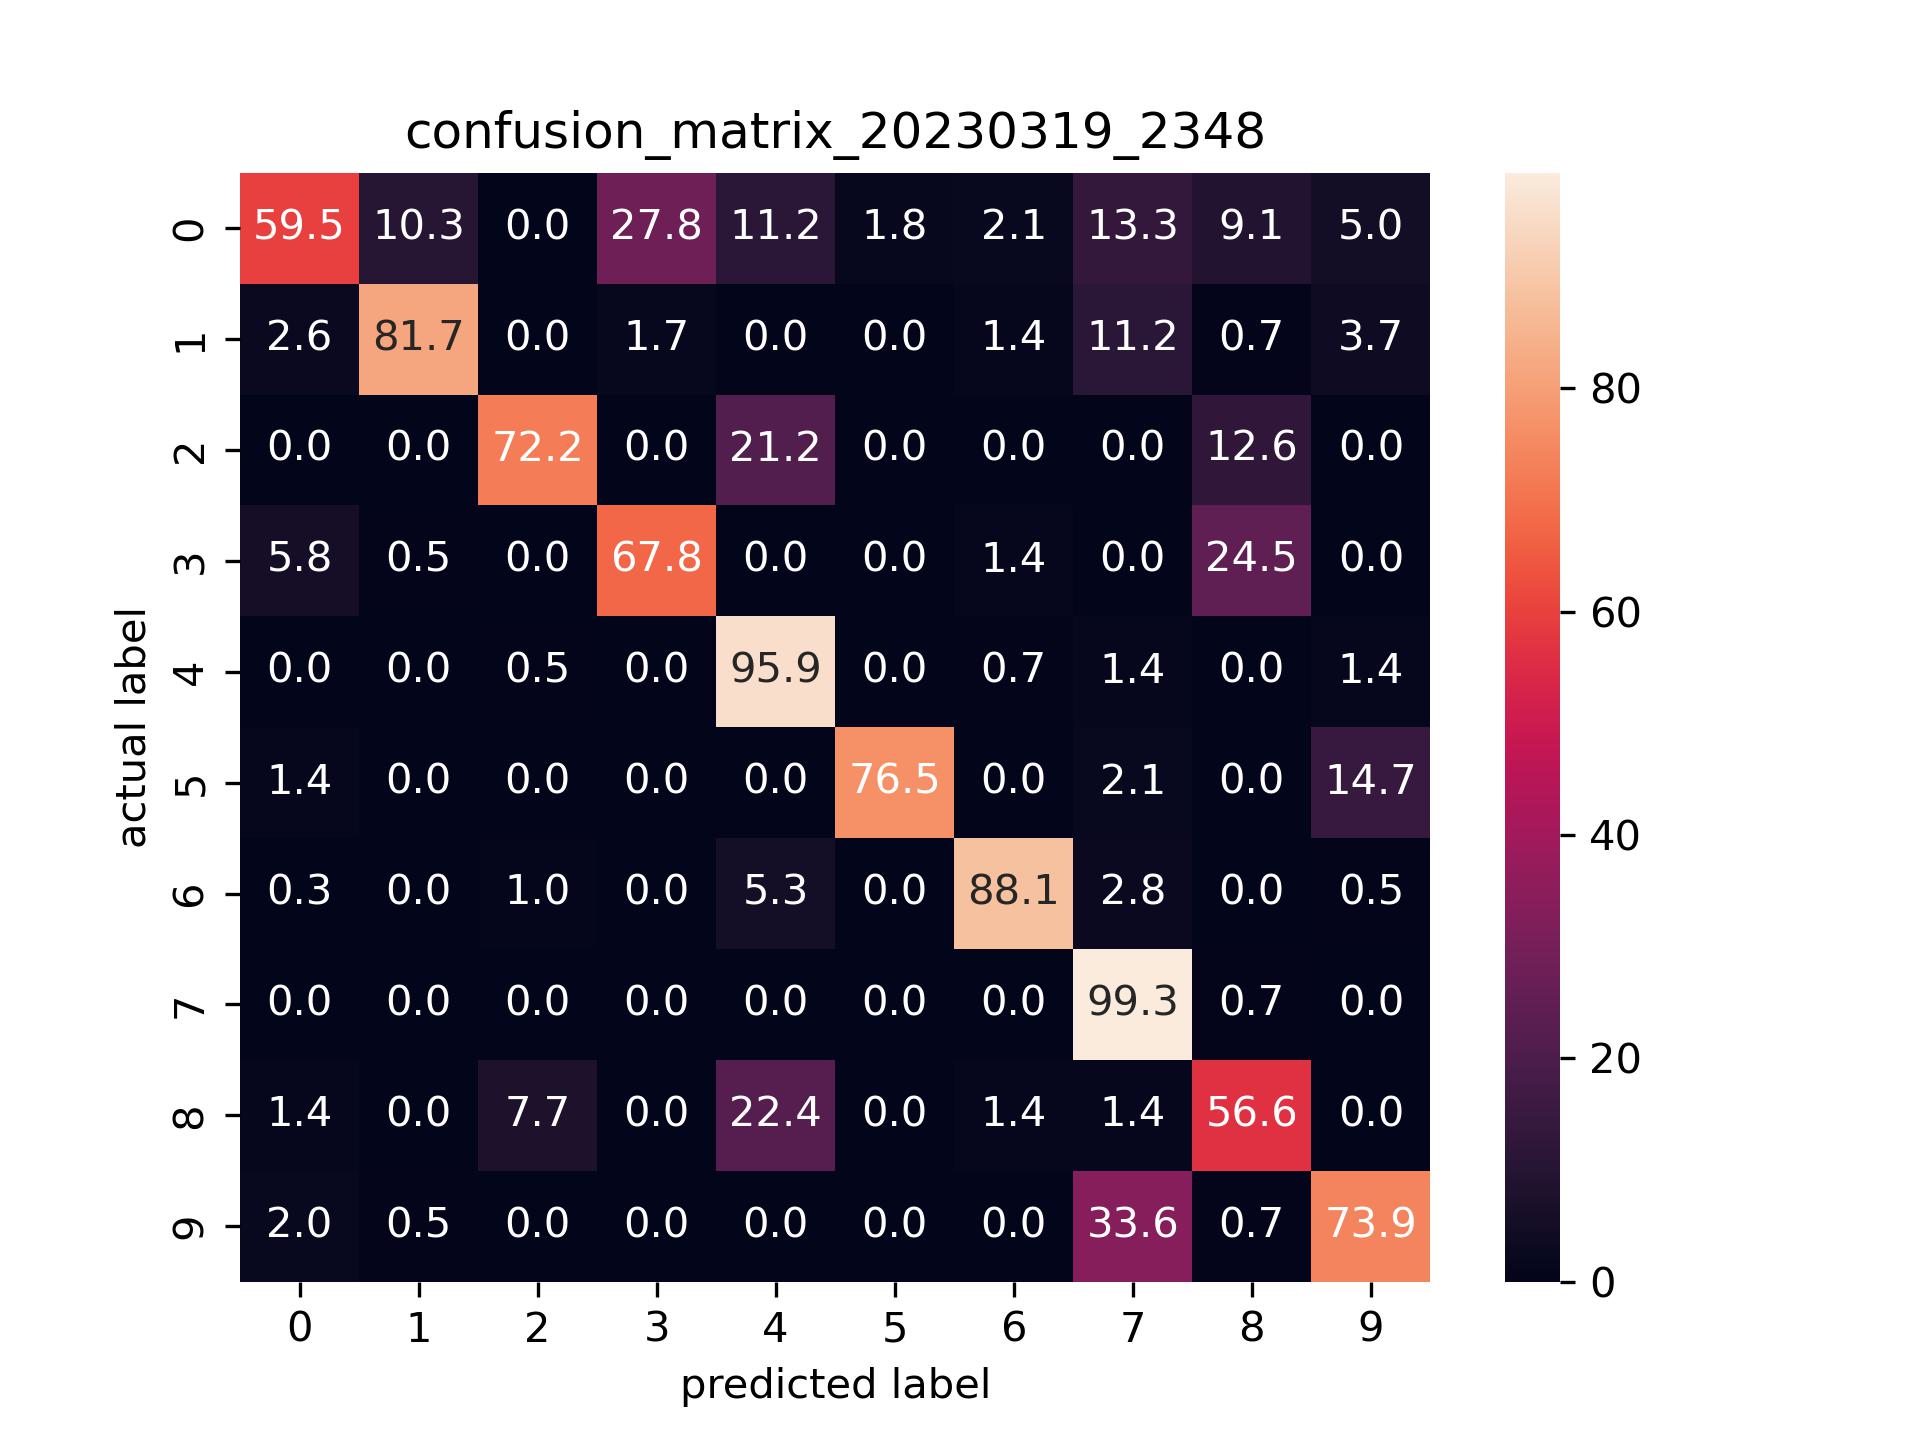 confusion_matrix_20230319_2348
0 59.5 10.3 0.0 27.8 11.2 1.8 2.1 13.3 9.1 5.0
1 2.6 81.7 0.0 1.7 0.0 0.0 1.4 11.2 0.7 3.7
2 0.0 0.0 72.2 0.0 21.2 0.0 0.0 0.0 12.6 0.0
3 5.8 0.5 0.0 67.8 0.0 0.0 1.4 0.0 24.5 0.0
4 0.0 0.0 0.5 0.0 95.9 0.0 0.7 1.4 0.0 1.4
5 1.4 0.0 0.0 0.0 0.0 76.5 0.0 2.1 0.0 14.7
6 0.3 0.0 1.0 0.0 5.3 0.0 88.1 2.8 0.0 0.5
7 0.0 0.0 0.0 0.0 0.0 0.0 0.0 99.3 0.7 0.0
8 1.4 0.0 7.7 0.0 22.4 0.0 1.4 1.4 56.6 0.0
9 2.0 0.5 0.0 0.0 0.0 0.0 0.0 33.6 0.7 73.9
0 1 2 3 4 5 6 7 8 9
predicted label
actual label
80
60
40
20
0